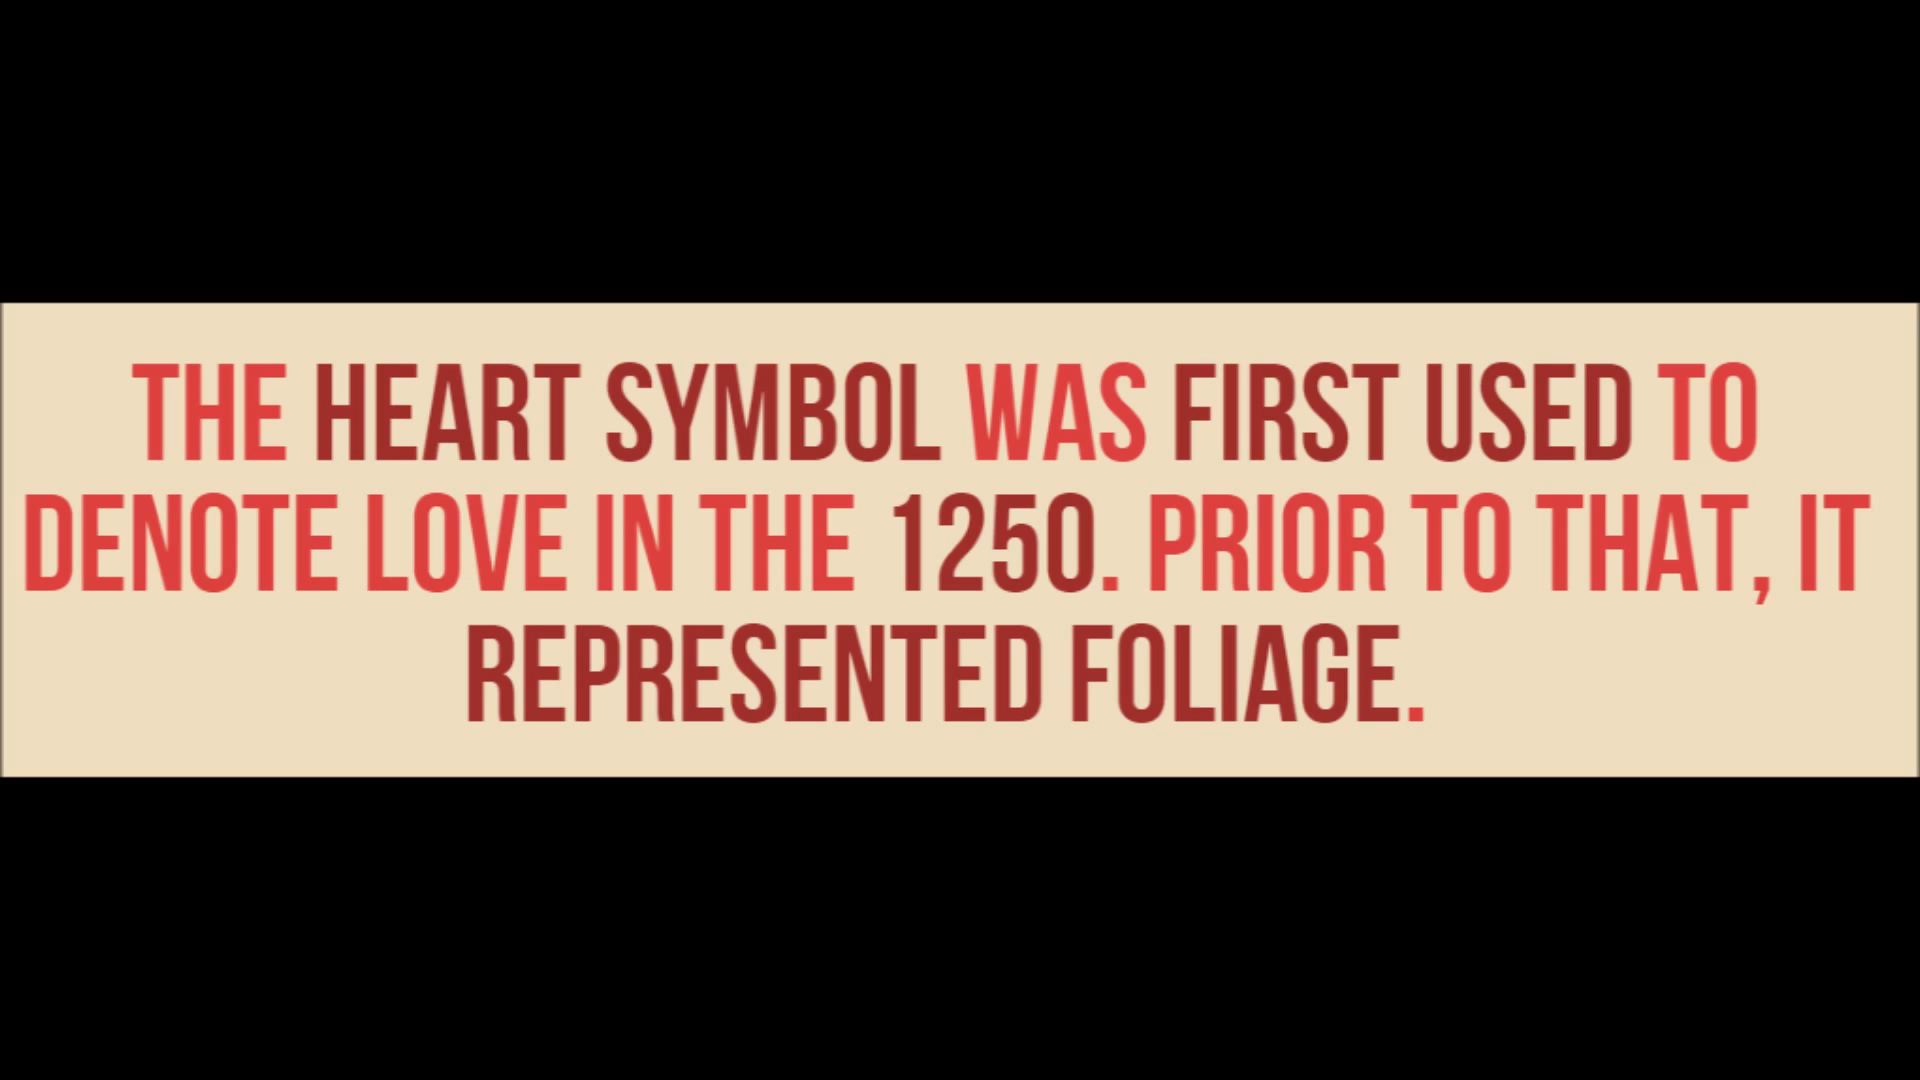 THE HEART SYMBOL WAS FIRST USED TO
DENOTE LOVE IN THE 1250. PRIOR TO THAT, IT
REPRESENTED FOLIAGE.